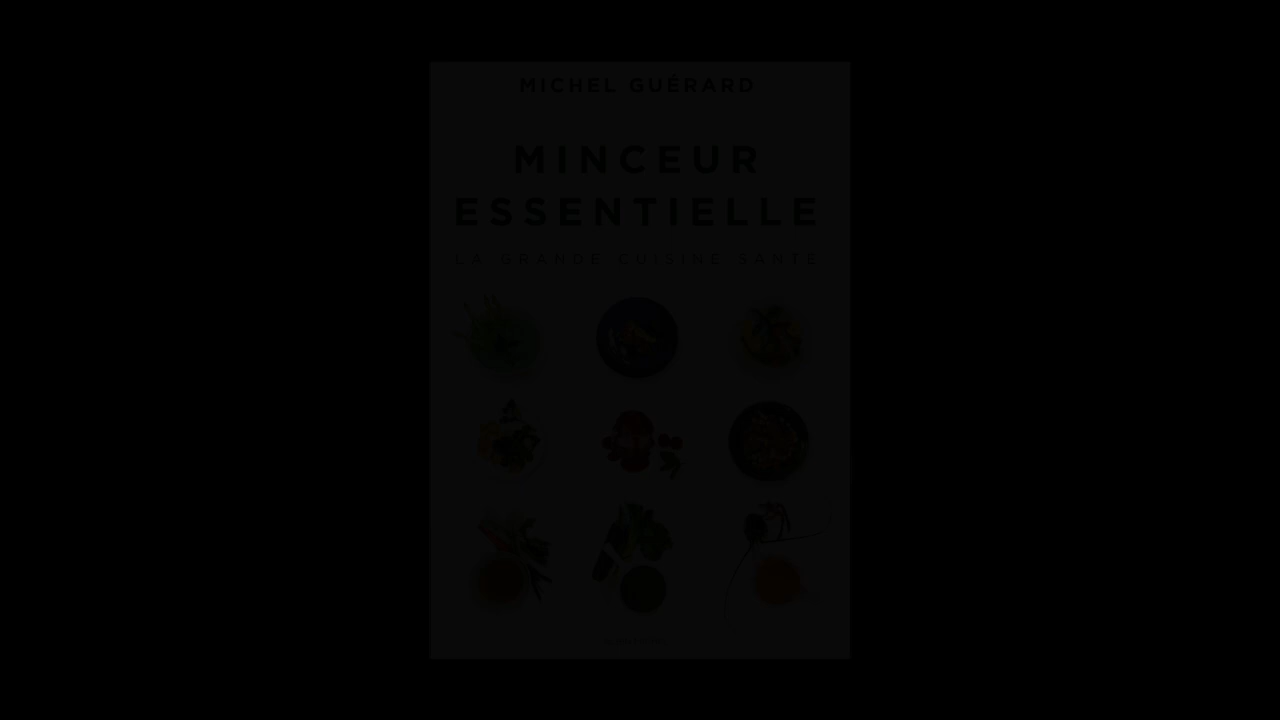 MICHEL GUÉRARD
MINCEUR
ESSENTIELLE
LA GRANDE CUISINE SANTÉ